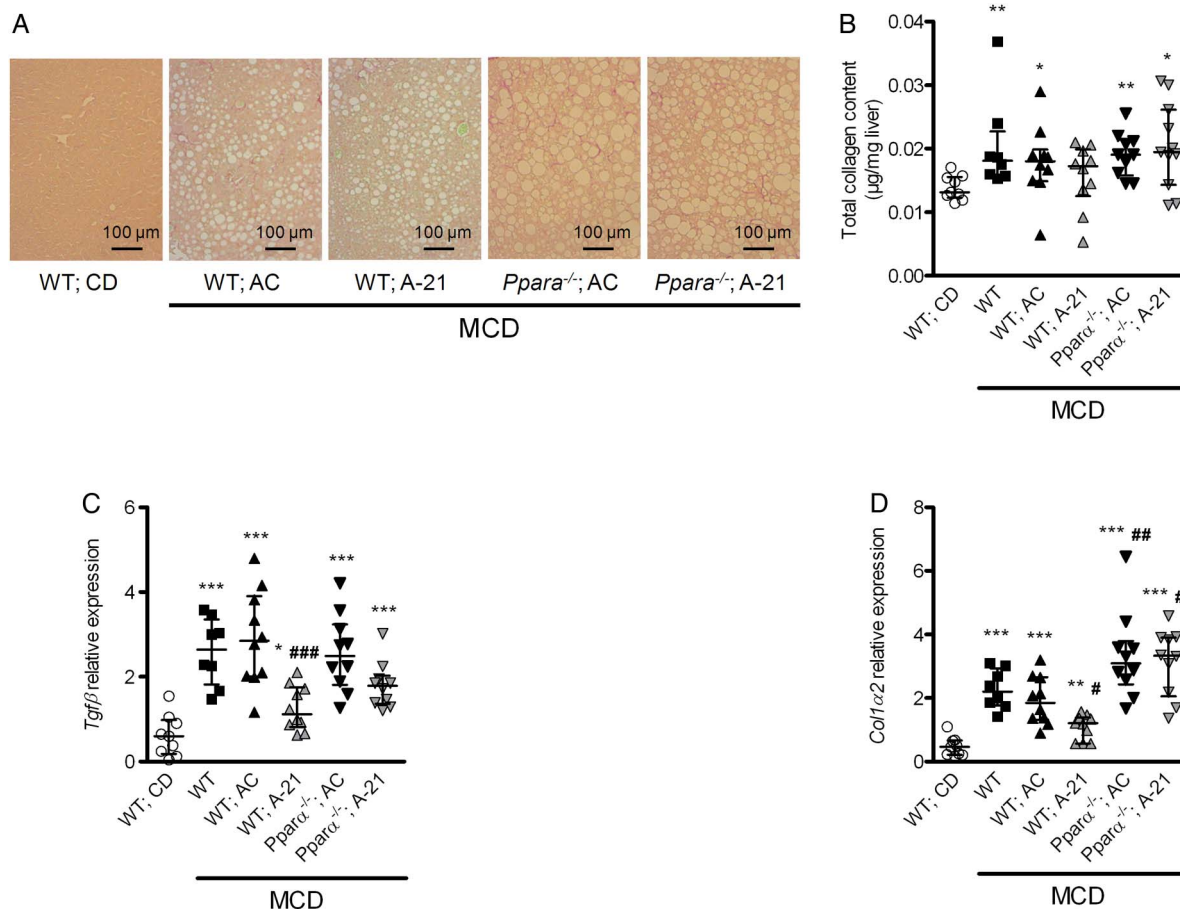 A
100 µm
100 µm
100 µm
100 µm
100 µm
WT; CD
WT; AC
WT; A-21
Ppara-/-; AC
Ppara-/-; A-21
MCD
B
Total collagen content
(µg/mg liver)
0.04
0.03
0.02
0.01
0.00
**
*
**
*
WT; CD
WT
WT; AC
WT; A-21
Pparα-/-; AC
Pparα-/-; A-21
MCD
C
Tgfβ relative expression
6
4
2
0
***
***
* ###
***
***
WT; CD
WT
WT; AC
WT; A-21
Pparα-/-; AC
Pparα-/-; A-21
MCD
D
Col1α2 relative expression
8
6
4
2
0
***
***
** #
*** ##
*** #
WT; CD
WT
WT; AC
WT; A-21
Pparα-/-; AC
Pparα-/-; A-21
MCD